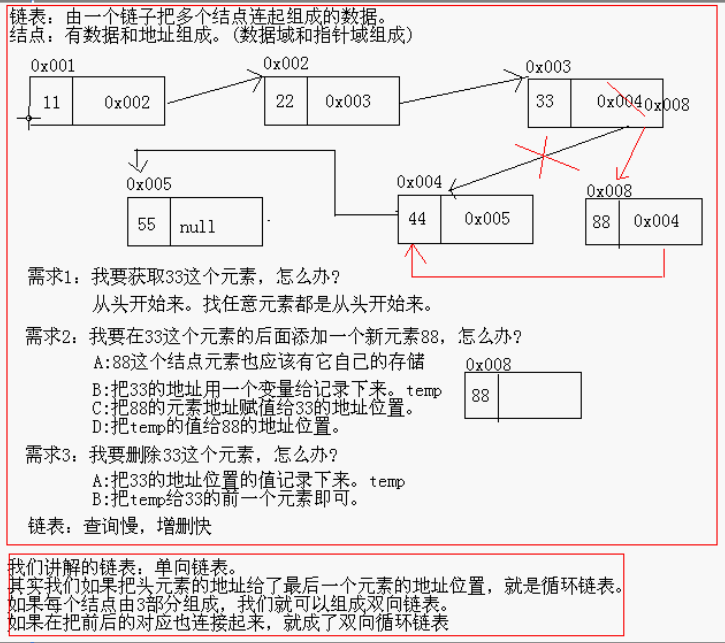 链表：由一个链子把多个结点连起组成的数据。
结点：有数据和地址组成。(数据域和指针域组成)
0x001
0x002
0x003
11 0x002
22 0x003
33 0x004 0x008
0x005
0x004
0x008
55 null
44 0x005
88 0x004
需求1：我要获取33这个元素，怎么办?
从头开始来。找任意元素都是从头开始来。
需求2：我要在33这个元素的后面添加一个新元素88，怎么办?
A:88这个结点元素也应该有它自己的存储
0x008
88
B:把33的地址用一个变量给记录下来。temp
C:把88的元素地址赋值给33的地址位置。
D:把temp的值给88的地址位置。
需求3：我要删除33这个元素，怎么办?
A:把33的地址位置的值记录下来。temp
B:把temp给33的前一个元素即可。
链表：查询慢，增删快
我们讲解的链表：单向链表。
其实我们如果把头元素的地址给了最后一个元素的地址位置，就是循环链表。
如果每个结点由3部分组成，我们就可以组成双向链表。
如果在把前后的对应也连接起来，就成了双向循环链表